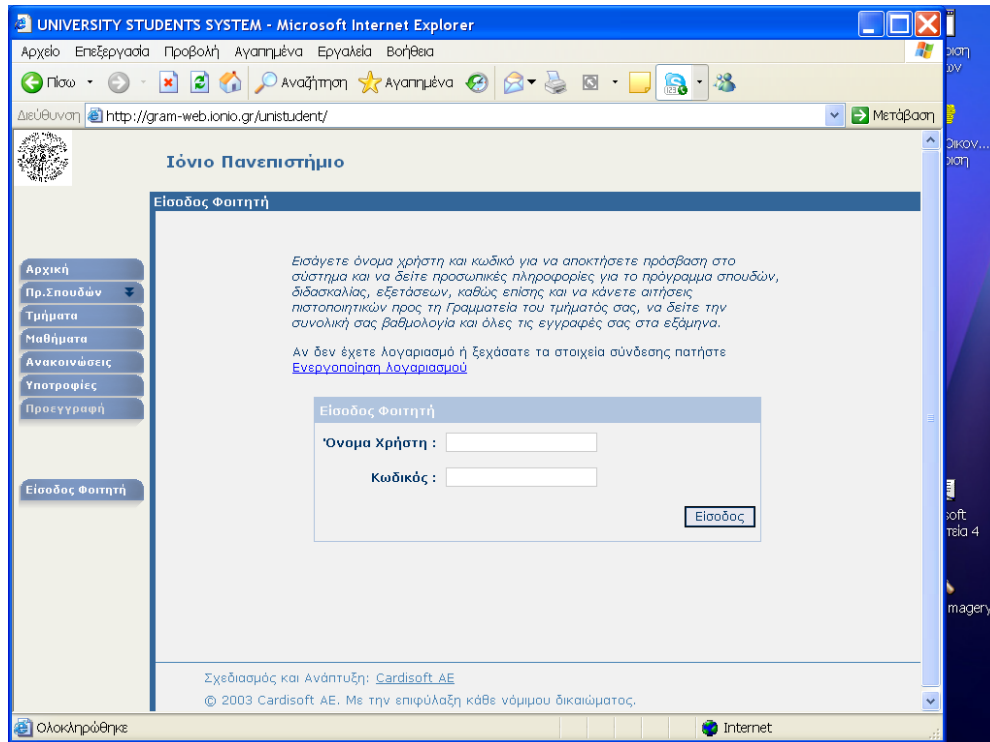 UNIVERSITY STUDENTS SYSTEM - Microsoft Internet Explorer
Αρχείο Επεξεργασία Προβολή Αγαπημένα Εργαλεία Βοήθεια
Πίσω Αναζήτηση Αγαπημένα
Διεύθυνση http://gram-web.ionio.gr/unistudent/ Μετάβαση
Ιόνιο Πανεπιστήμιο
Είσοδος Φοιτητή
Αρχική
Πρ.Σπουδών
Τμήματα
Μαθήματα
Ανακοινώσεις
Υποτροφίες
Προεγγραφή
Είσοδος Φοιτητή
Εισάγετε όνομα χρήστη και κωδικό για να αποκτήσετε πρόσβαση στο
σύστημα και να δείτε προσωπικές πληροφορίες για το πρόγραμμα σπουδών,
διδασκαλίας, εξετάσεων, καθώς επίσης και να κάνετε αιτήσεις
πιστοποιητικών προς τη Γραμματεία του τμήματός σας, να δείτε την
συνολική σας βαθμολογία και όλες τις εγγραφές σας στα εξάμηνα.
Αν δεν έχετε λογαριασμό ή ξεχάσατε τα στοιχεία σύνδεσης πατήστε
Ενεργοποίηση λογαριασμού
Είσοδος Φοιτητή
Όνομα Χρήστη :
Κωδικός :
Είσοδος
Σχεδιασμός και Ανάπτυξη: Cardisoft AE
© 2003 Cardisoft AE. Με την επιφύλαξη κάθε νόμιμου δικαιώματος.
Ολοκληρώθηκε Internet